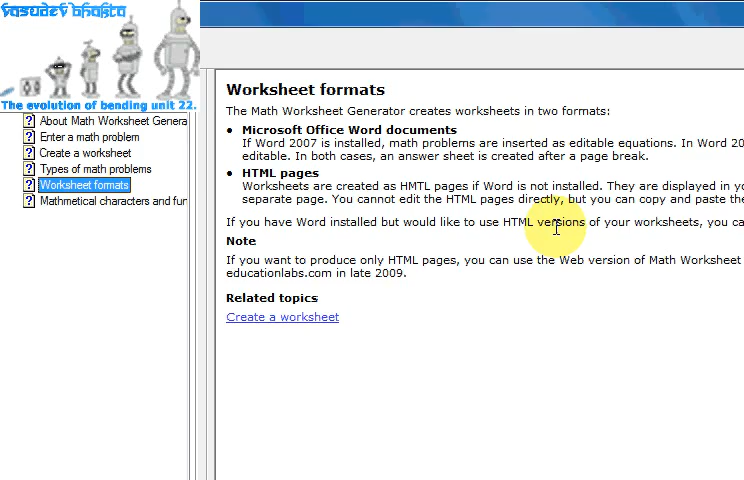 vasudev bhakta
The evolution of bending unit 22.
About Math Worksheet Genera
Enter a math problem
Create a worksheet
Types of math problems
Worksheet formats
Mathmetical characters and fur
Worksheet formats
The Math Worksheet Generator creates worksheets in two formats:
• Microsoft Office Word documents
If Word 2007 is installed, math problems are inserted as editable equations. In Word 20
editable. In both cases, an answer sheet is created after a page break.
• HTML pages
Worksheets are created as HMTL pages if Word is not installed. They are displayed in yo
separate page. You cannot edit the HTML pages directly, but you can copy and paste the
If you have Word installed but would like to use HTML versions of your worksheets, you ca
Note
If you want to produce only HTML pages, you can use the Web version of Math Worksheet
educationlabs.com in late 2009.
Related topics
Create a worksheet